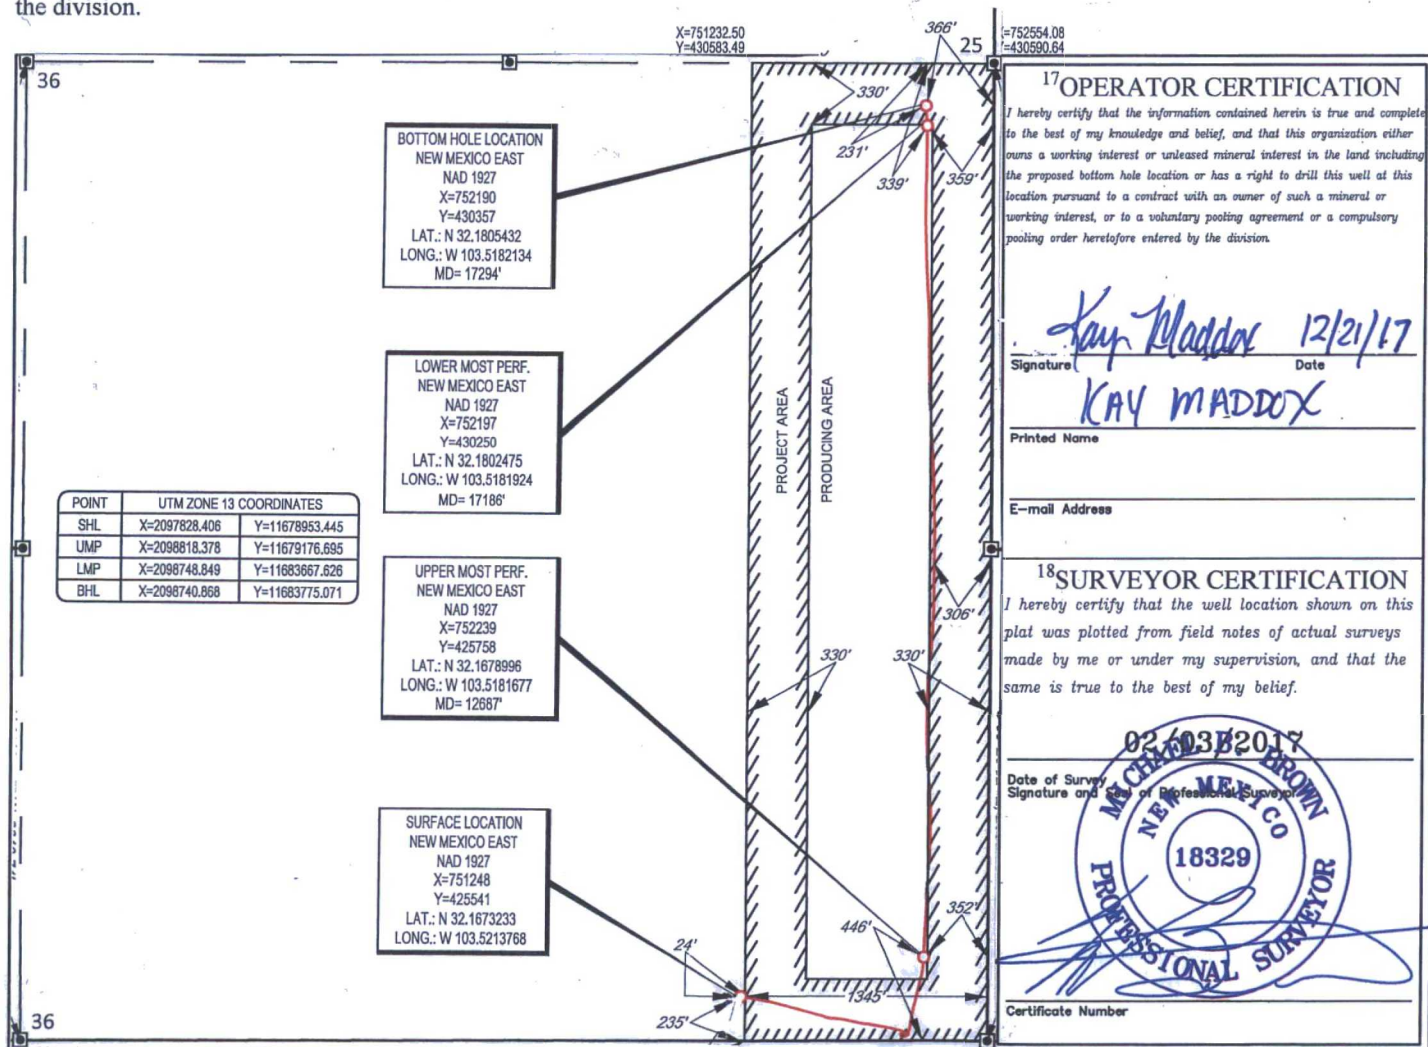 the division.
X=751232.50
Y=430583.49
366'
25
=752554.08
=430590.64
36
330'
231'
339'
359'
BOTTOM HOLE LOCATION
NEW MEXICO EAST
NAD 1927
X=752190
Y=430357
LAT.: N 32.1805432
LONG.: W 103.5182134
MD= 17294'
LOWER MOST PERF.
NEW MEXICO EAST
NAD 1927
X=752197
Y=430250
LAT.: N 32.1802475
LONG.: W 103.5181924
MD= 17186'
PROJECT AREA
PRODUCING AREA
POINT UTM ZONE 13 COORDINATES
SHL X=2097828.406 Y=11678953.445
UMP X=2098818.378 Y=11679176.695
LMP X=2098748.849 Y=11683667.626
BHL X=2098740.868 Y=11683775.071
UPPER MOST PERF.
NEW MEXICO EAST
NAD 1927
X=752239
Y=425758
LAT.: N 32.1678996
LONG.: W 103.5181677
MD= 12687'
306'
330'
330'
SURFACE LOCATION
NEW MEXICO EAST
NAD 1927
X=751248
Y=425541
LAT.: N 32.1673233
LONG.: W 103.5213768
24'
446'
352'
1345'
235'
36
17 OPERATOR CERTIFICATION
I hereby certify that the information contained herein is true and complete
to the best of my knowledge and belief, and that this organization either
owns a working interest or unleased mineral interest in the land including
the proposed bottom hole location or has a right to drill this well at this
location pursuant to a contract with an owner of such a mineral or
working interest, or to a voluntary pooling agreement or a compulsory
pooling order heretofore entered by the division.
Kay Maddox 12/21/17
Signature Date
KAY MADDOX
Printed Name
E-mail Address
18 SURVEYOR CERTIFICATION
I hereby certify that the well location shown on this
plat was plotted from field notes of actual surveys
made by me or under my supervision, and that the
same is true to the best of my belief.
02/03/2017
Date of Survey
Signature and Seal of Professional Surveyor:
MICHAEL B. BROWN
NEW MEXICO
18329
PROFESSIONAL SURVEYOR
Certificate Number